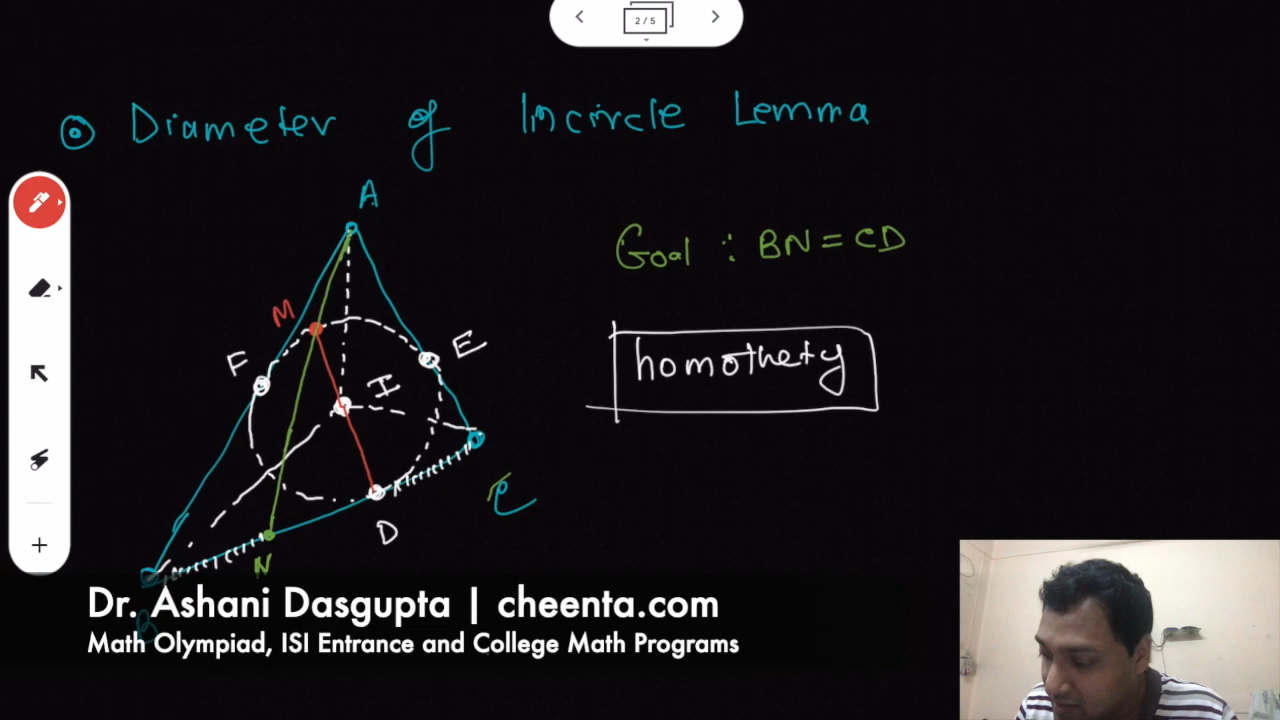 2 / 5
Diameter of Incircle Lemma
A
Goal : BN = CD
M
homothety
F
E
I
C
D
N
B
Dr. Ashani Dasgupta | cheenta.com
Math Olympiad, ISI Entrance and College Math Programs